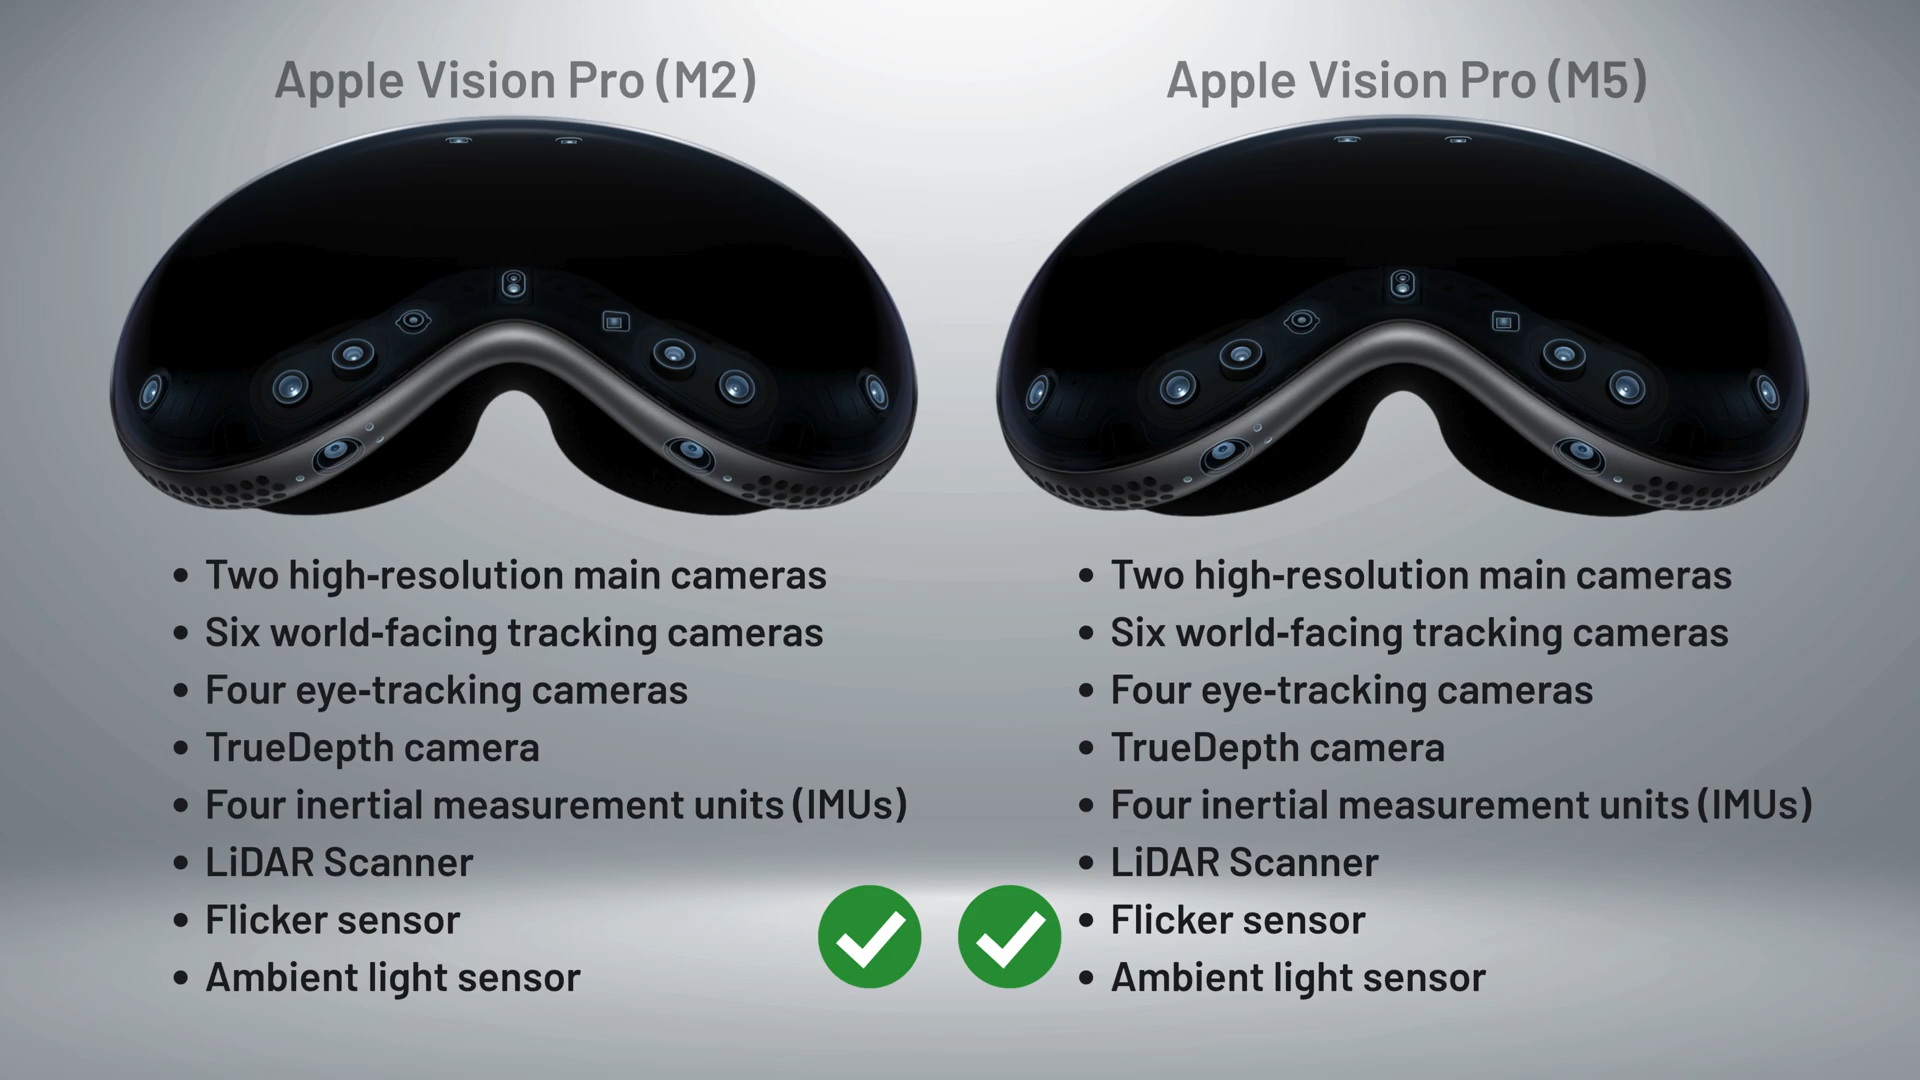 Apple Vision Pro (M2)
Two high-resolution main cameras
Six world-facing tracking cameras
Four eye-tracking cameras
TrueDepth camera
Four inertial measurement units (IMUs)
LiDAR Scanner
Flicker sensor
Ambient light sensor
Apple Vision Pro (M5)
Two high-resolution main cameras
Six world-facing tracking cameras
Four eye-tracking cameras
TrueDepth camera
Four inertial measurement units (IMUs)
LiDAR Scanner
Flicker sensor
Ambient light sensor